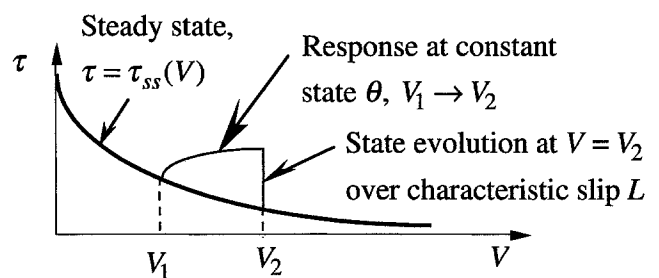 Steady state,
τ = τss(V)
Response at constant
state θ, V1 → V2
State evolution at V = V2
over characteristic slip L
τ
V1
V2
V